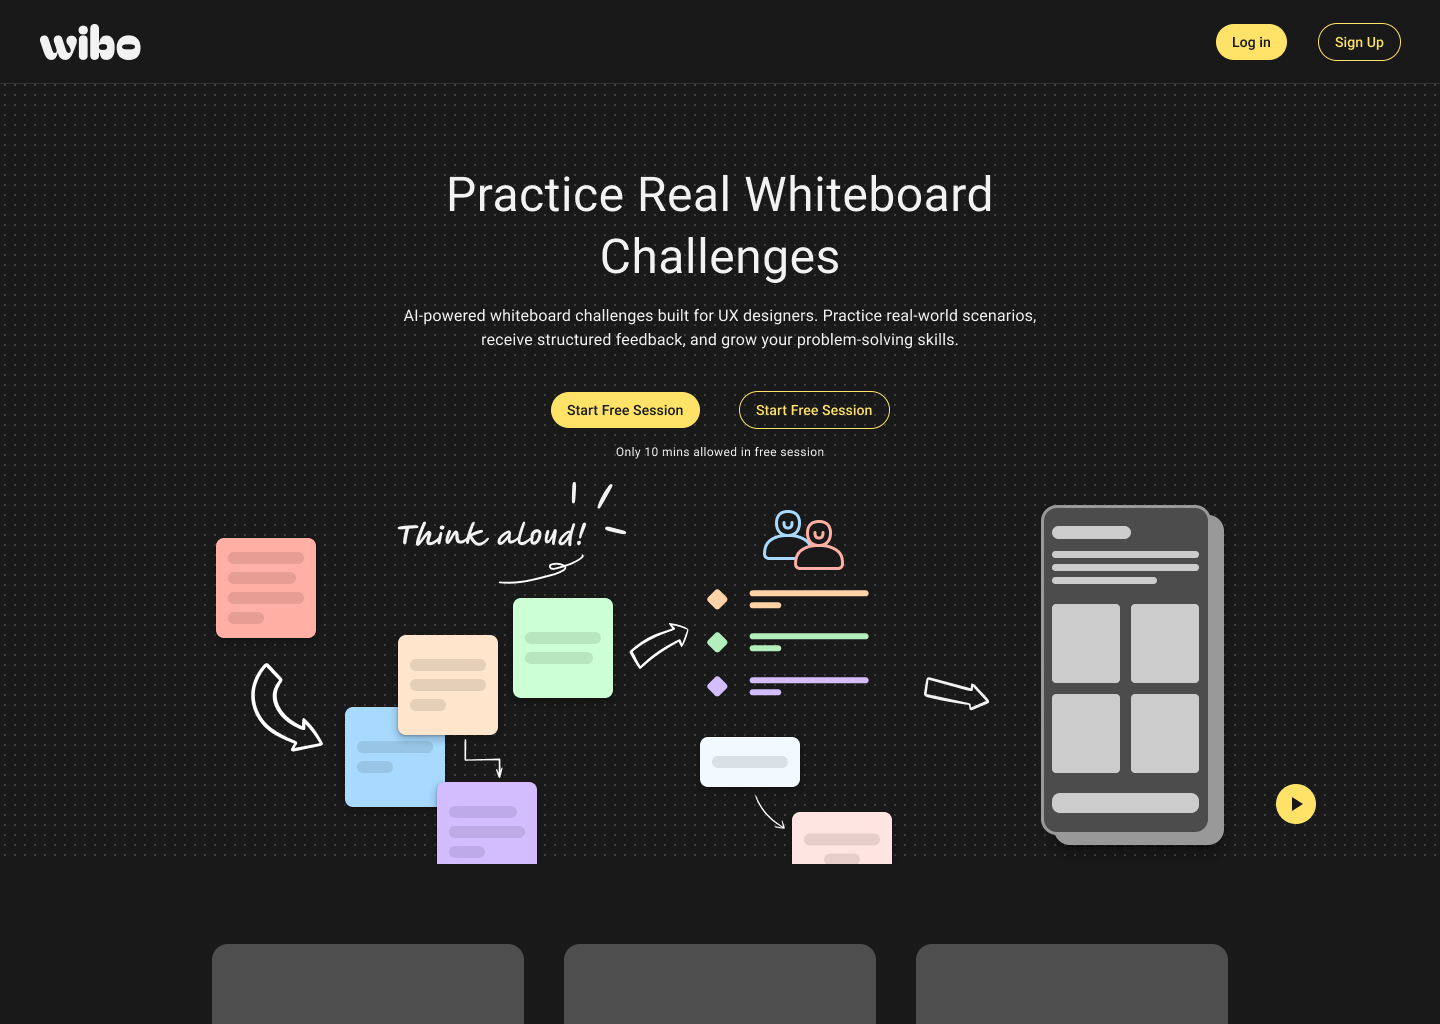 wibo
Log in
Sign Up
Practice Real Whiteboard
Challenges
AI-powered whiteboard challenges built for UX designers. Practice real-world scenarios,
receive structured feedback, and grow your problem-solving skills.
Start Free Session
Start Free Session
Only 10 mins allowed in free session
Think aloud!